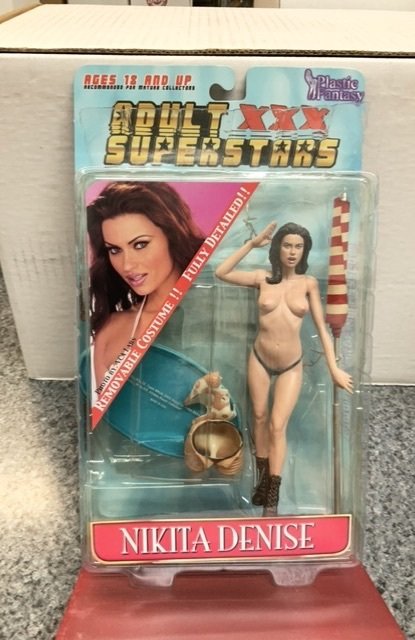 AGES 18 AND UP
RECOMMENDED FOR MATURE COLLECTORS
Plastic
Fantasy
ADULT XXX
SUPERSTARS
REMOVABLE COSTUME !! FULLY DETAILED!!
NIKITA DENISE